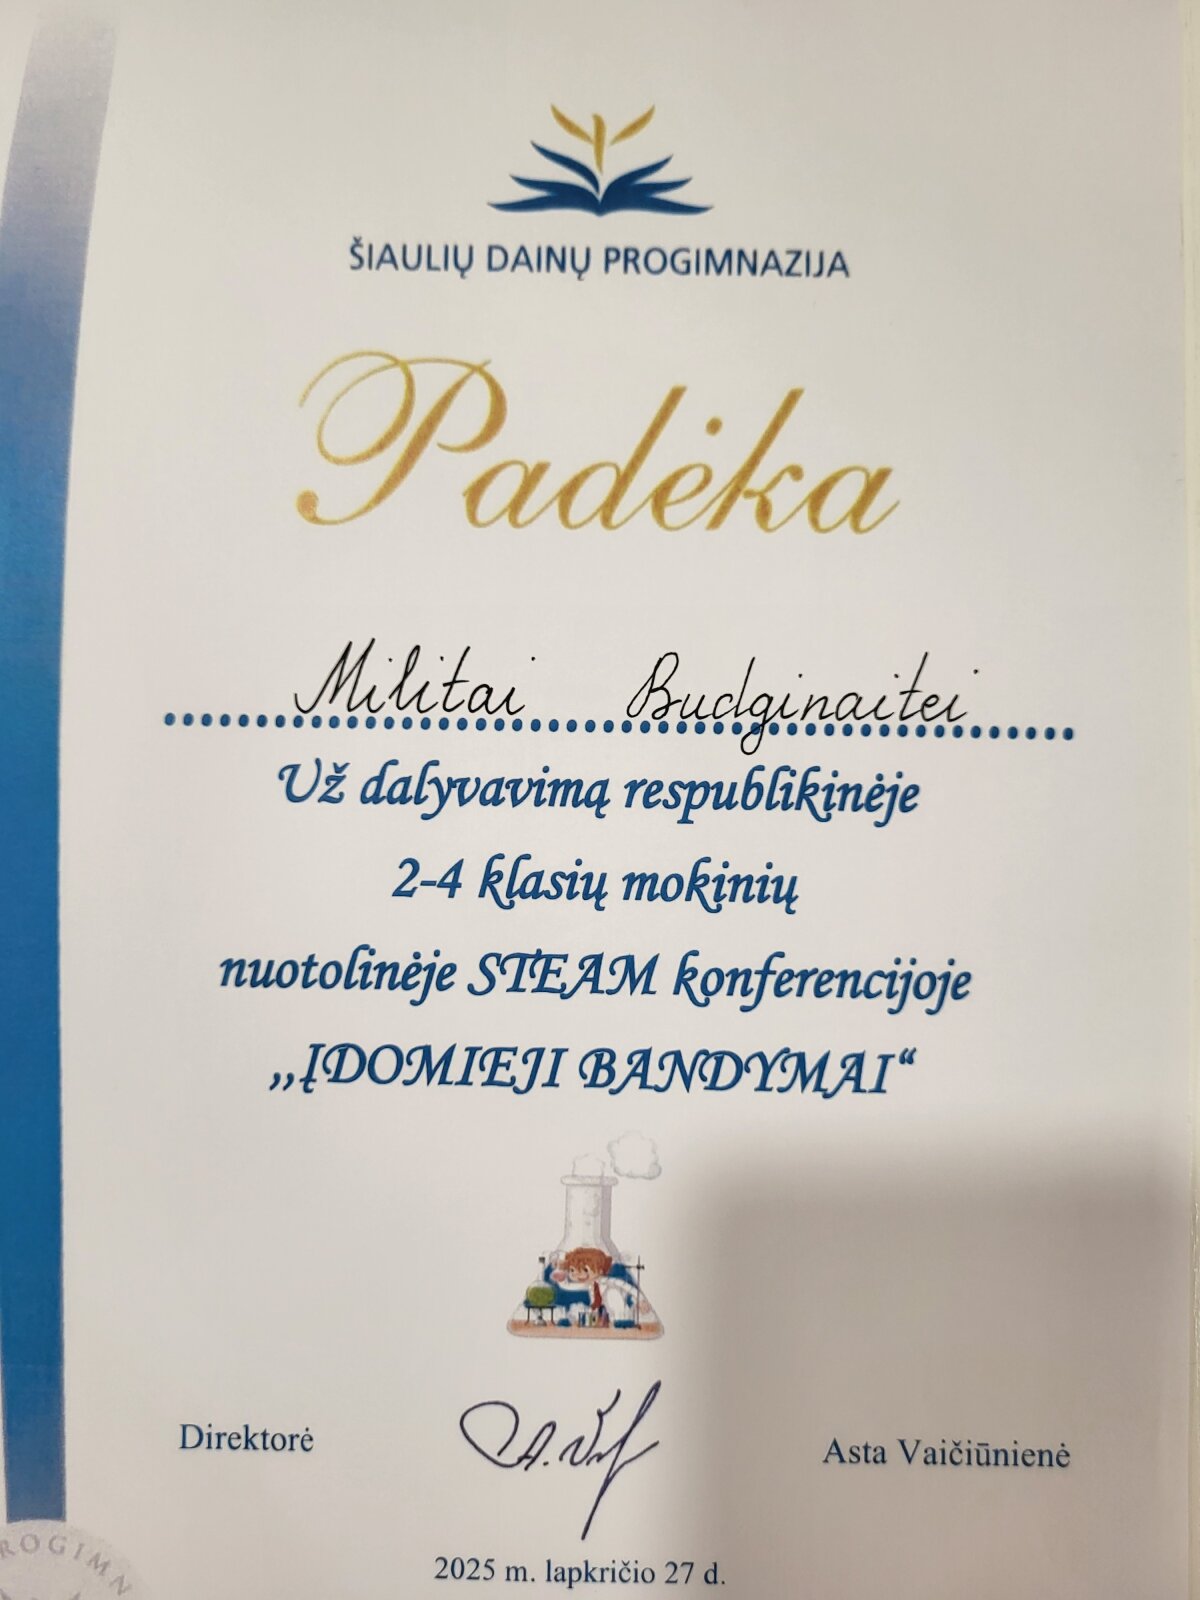 ŠIAULIŲ DAINŲ PROGIMNAZIJA
Padėka
Militai Budginaitei
Už dalyvavimą respublikinėje
2-4 klasių mokinių
nuotolinėje STEAM konferencijoje
,,ĮDOMIEJI BANDYMAI“
Direktorė
Asta Vaičiūnienė
2025 m. lapkričio 27 d.